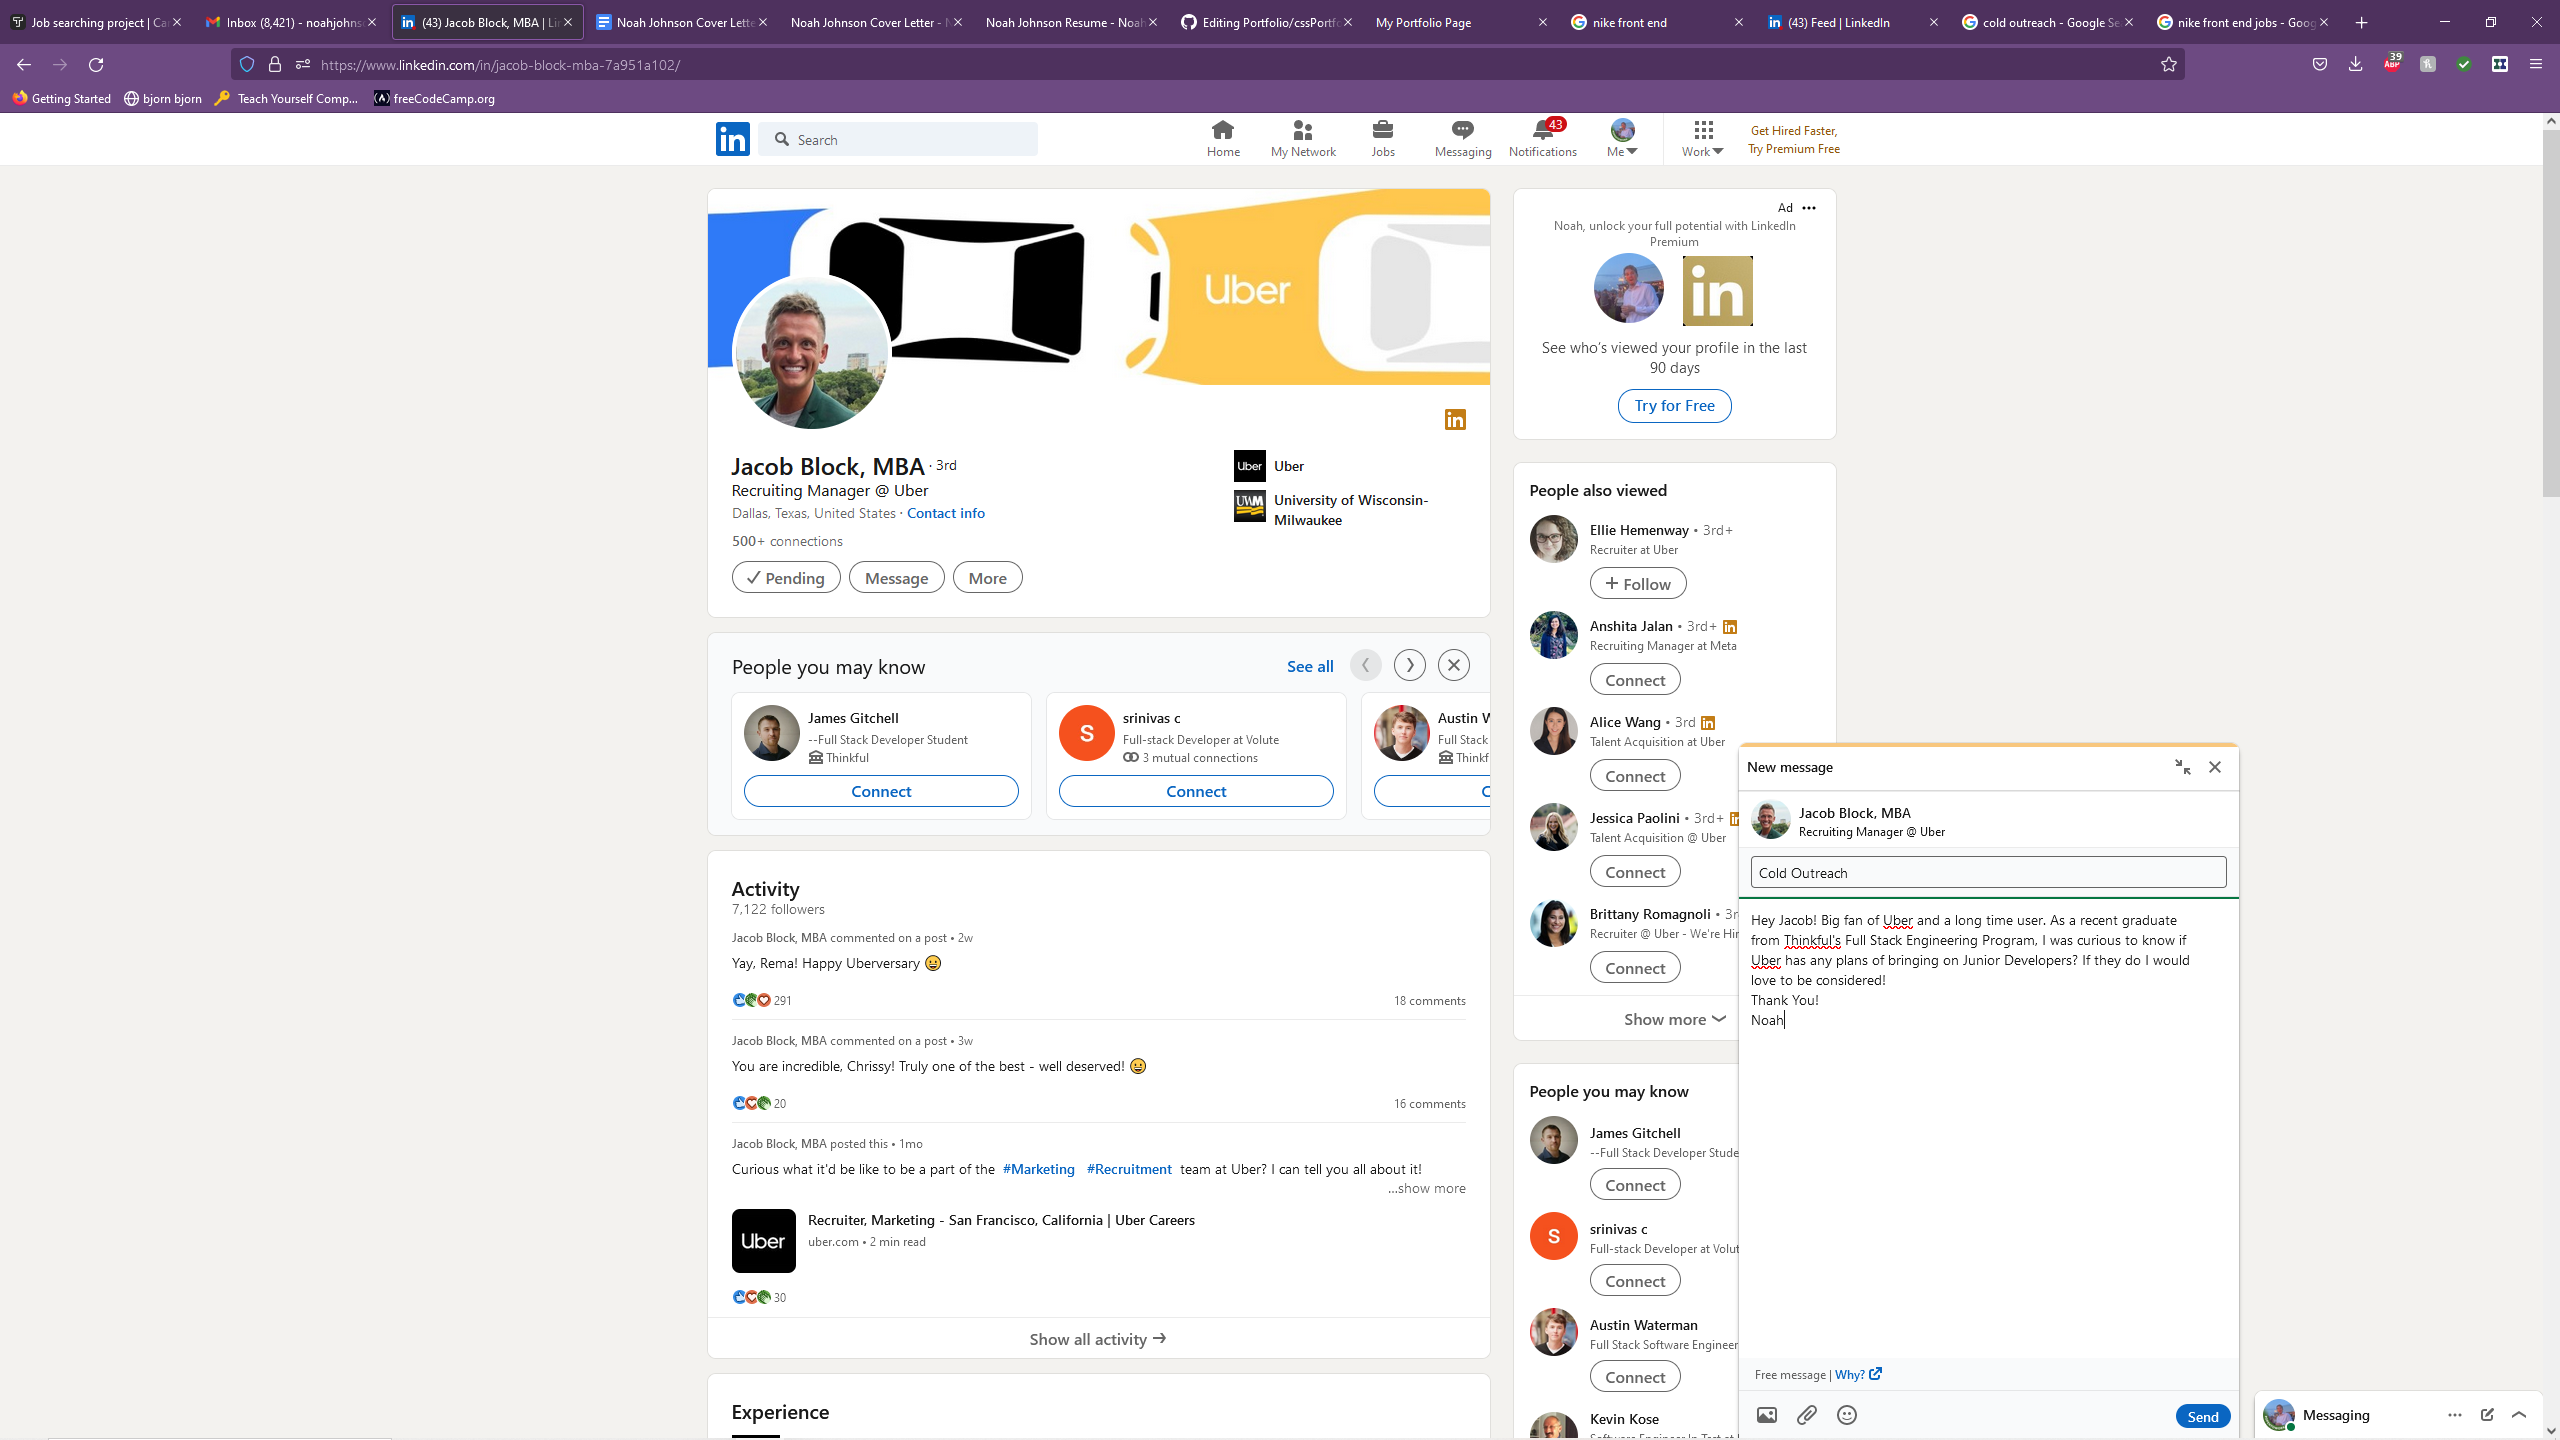 Job searching project | Ca
Inbox (8,421) - noahjohns
(43) Jacob Block, MBA | Li
Noah Johnson Cover Lette
Noah Johnson Cover Letter - N
Noah Johnson Resume - Noah
Editing Portfolio/cssPortfo
My Portfolio Page
nike front end
(43) Feed | LinkedIn
cold outreach - Google Se
nike front end jobs - Goog
https://www.linkedin.com/in/jacob-block-mba-7a951a102/
39
ABP
Getting Started
bjorn bjorn
Teach Yourself Comp...
freeCodeCamp.org
in
Search
Home
My Network
Jobs
Messaging
43
Notifications
Me
Work
Get Hired Faster,
Try Premium Free
Uber
Jacob Block, MBA · 3rd
Recruiting Manager @ Uber
Dallas, Texas, United States · Contact info
500+ connections
Uber
Uber
UWM
University of Wisconsin-
Milwaukee
Pending
Message
More
People you may know
See all
James Gitchell
--Full Stack Developer Student
Thinkful
Connect
S
srinivas c
Full-stack Developer at Volute
3 mutual connections
Connect
Austin W
Full Stack
Thinkf
C
Activity
7,122 followers
Jacob Block, MBA commented on a post • 2w
Yay, Rema! Happy Uberversary
291
18 comments
Jacob Block, MBA commented on a post • 3w
You are incredible, Chrissy! Truly one of the best - well deserved!
20
16 comments
Jacob Block, MBA posted this • 1mo
Curious what it'd be like to be a part of the #Marketing #Recruitment team at Uber? I can tell you all about it!
...show more
Uber
Recruiter, Marketing - San Francisco, California | Uber Careers
uber.com • 2 min read
30
Show all activity
Experience
Ad
Noah, unlock your full potential with LinkedIn
Premium
in
See who's viewed your profile in the last
90 days
Try for Free
People also viewed
Ellie Hemenway • 3rd+
Recruiter at Uber
Follow
Anshita Jalan • 3rd+
Recruiting Manager at Meta
Connect
Alice Wang • 3rd
Talent Acquisition at Uber
Connect
Jessica Paolini • 3rd+
Talent Acquisition @ Uber
Connect
Brittany Romagnoli • 3r
Recruiter @ Uber - We're Hir
Connect
Show more
People you may know
James Gitchell
--Full Stack Developer Stude
Connect
S
srinivas c
Full-stack Developer at Volut
Connect
Austin Waterman
Full Stack Software Engineer
Connect
Kevin Kose
New message
Jacob Block, MBA
Recruiting Manager @ Uber
Cold Outreach
Hey Jacob! Big fan of Uber and a long time user. As a recent graduate
from Thinkful's Full Stack Engineering Program, I was curious to know if
Uber has any plans of bringing on Junior Developers? If they do I would
love to be considered!
Thank You!
Noah
Free message | Why?
Send
Messaging